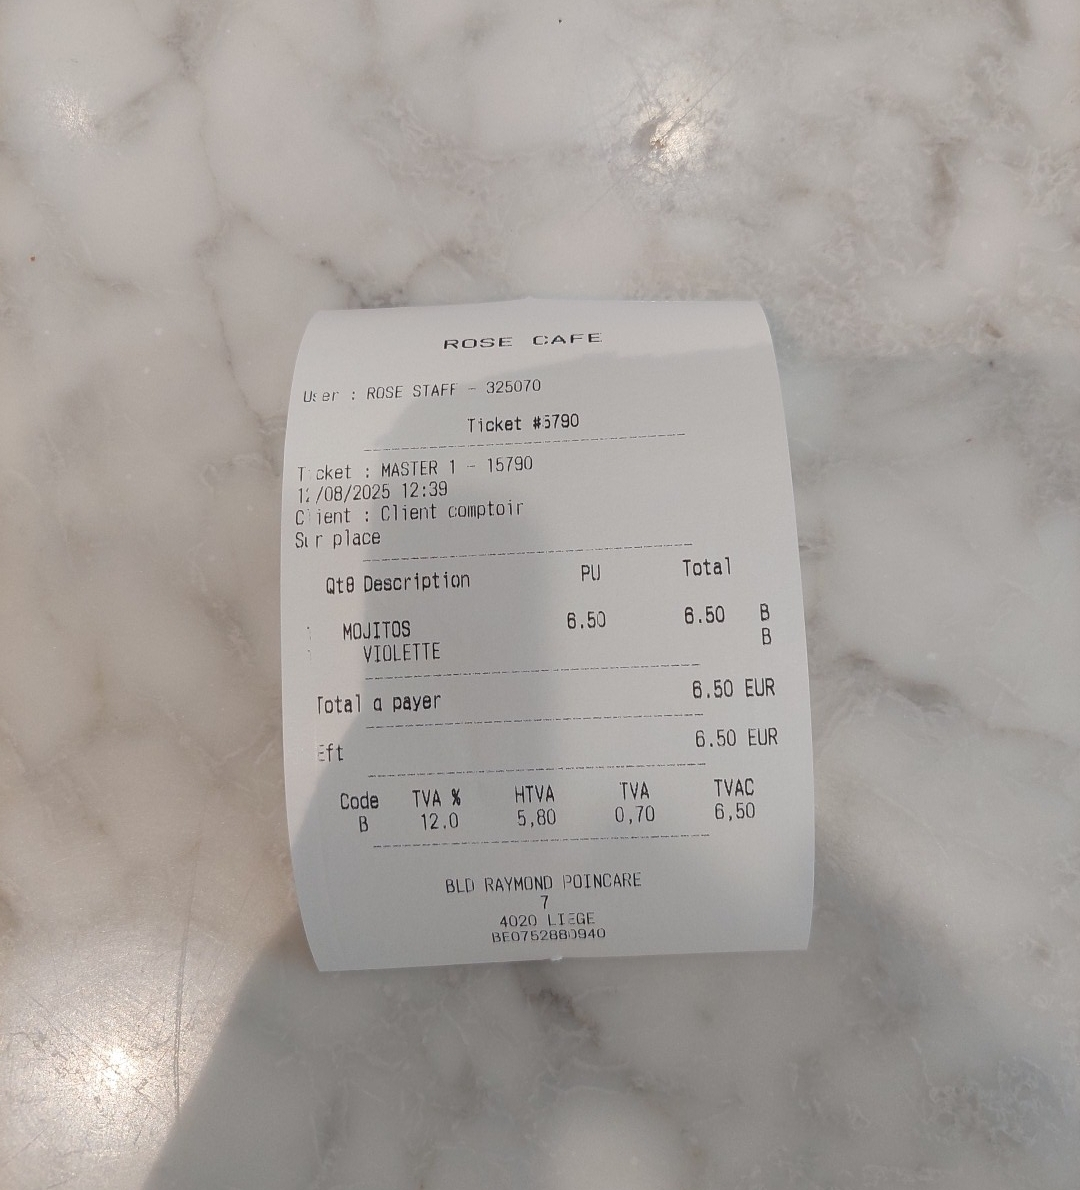 ROSE CAFE
User : ROSE STAFF - 325070
Ticket #5790
Ticket : MASTER 1 - 15790
/08/2025 12:39
Client : Client comptoir
Sur place
Qt8 Description PU Total
1 MOJITOS 6.50 6.50 B
VIOLETTE B
Total a payer 6.50 EUR
Eft 6.50 EUR
Code TVA % HTVA TVA TVAC
B 12.0 5,80 0,70 6,50
BLD RAYMOND POINCARE
7
4020 LIEGE
BE0752880940